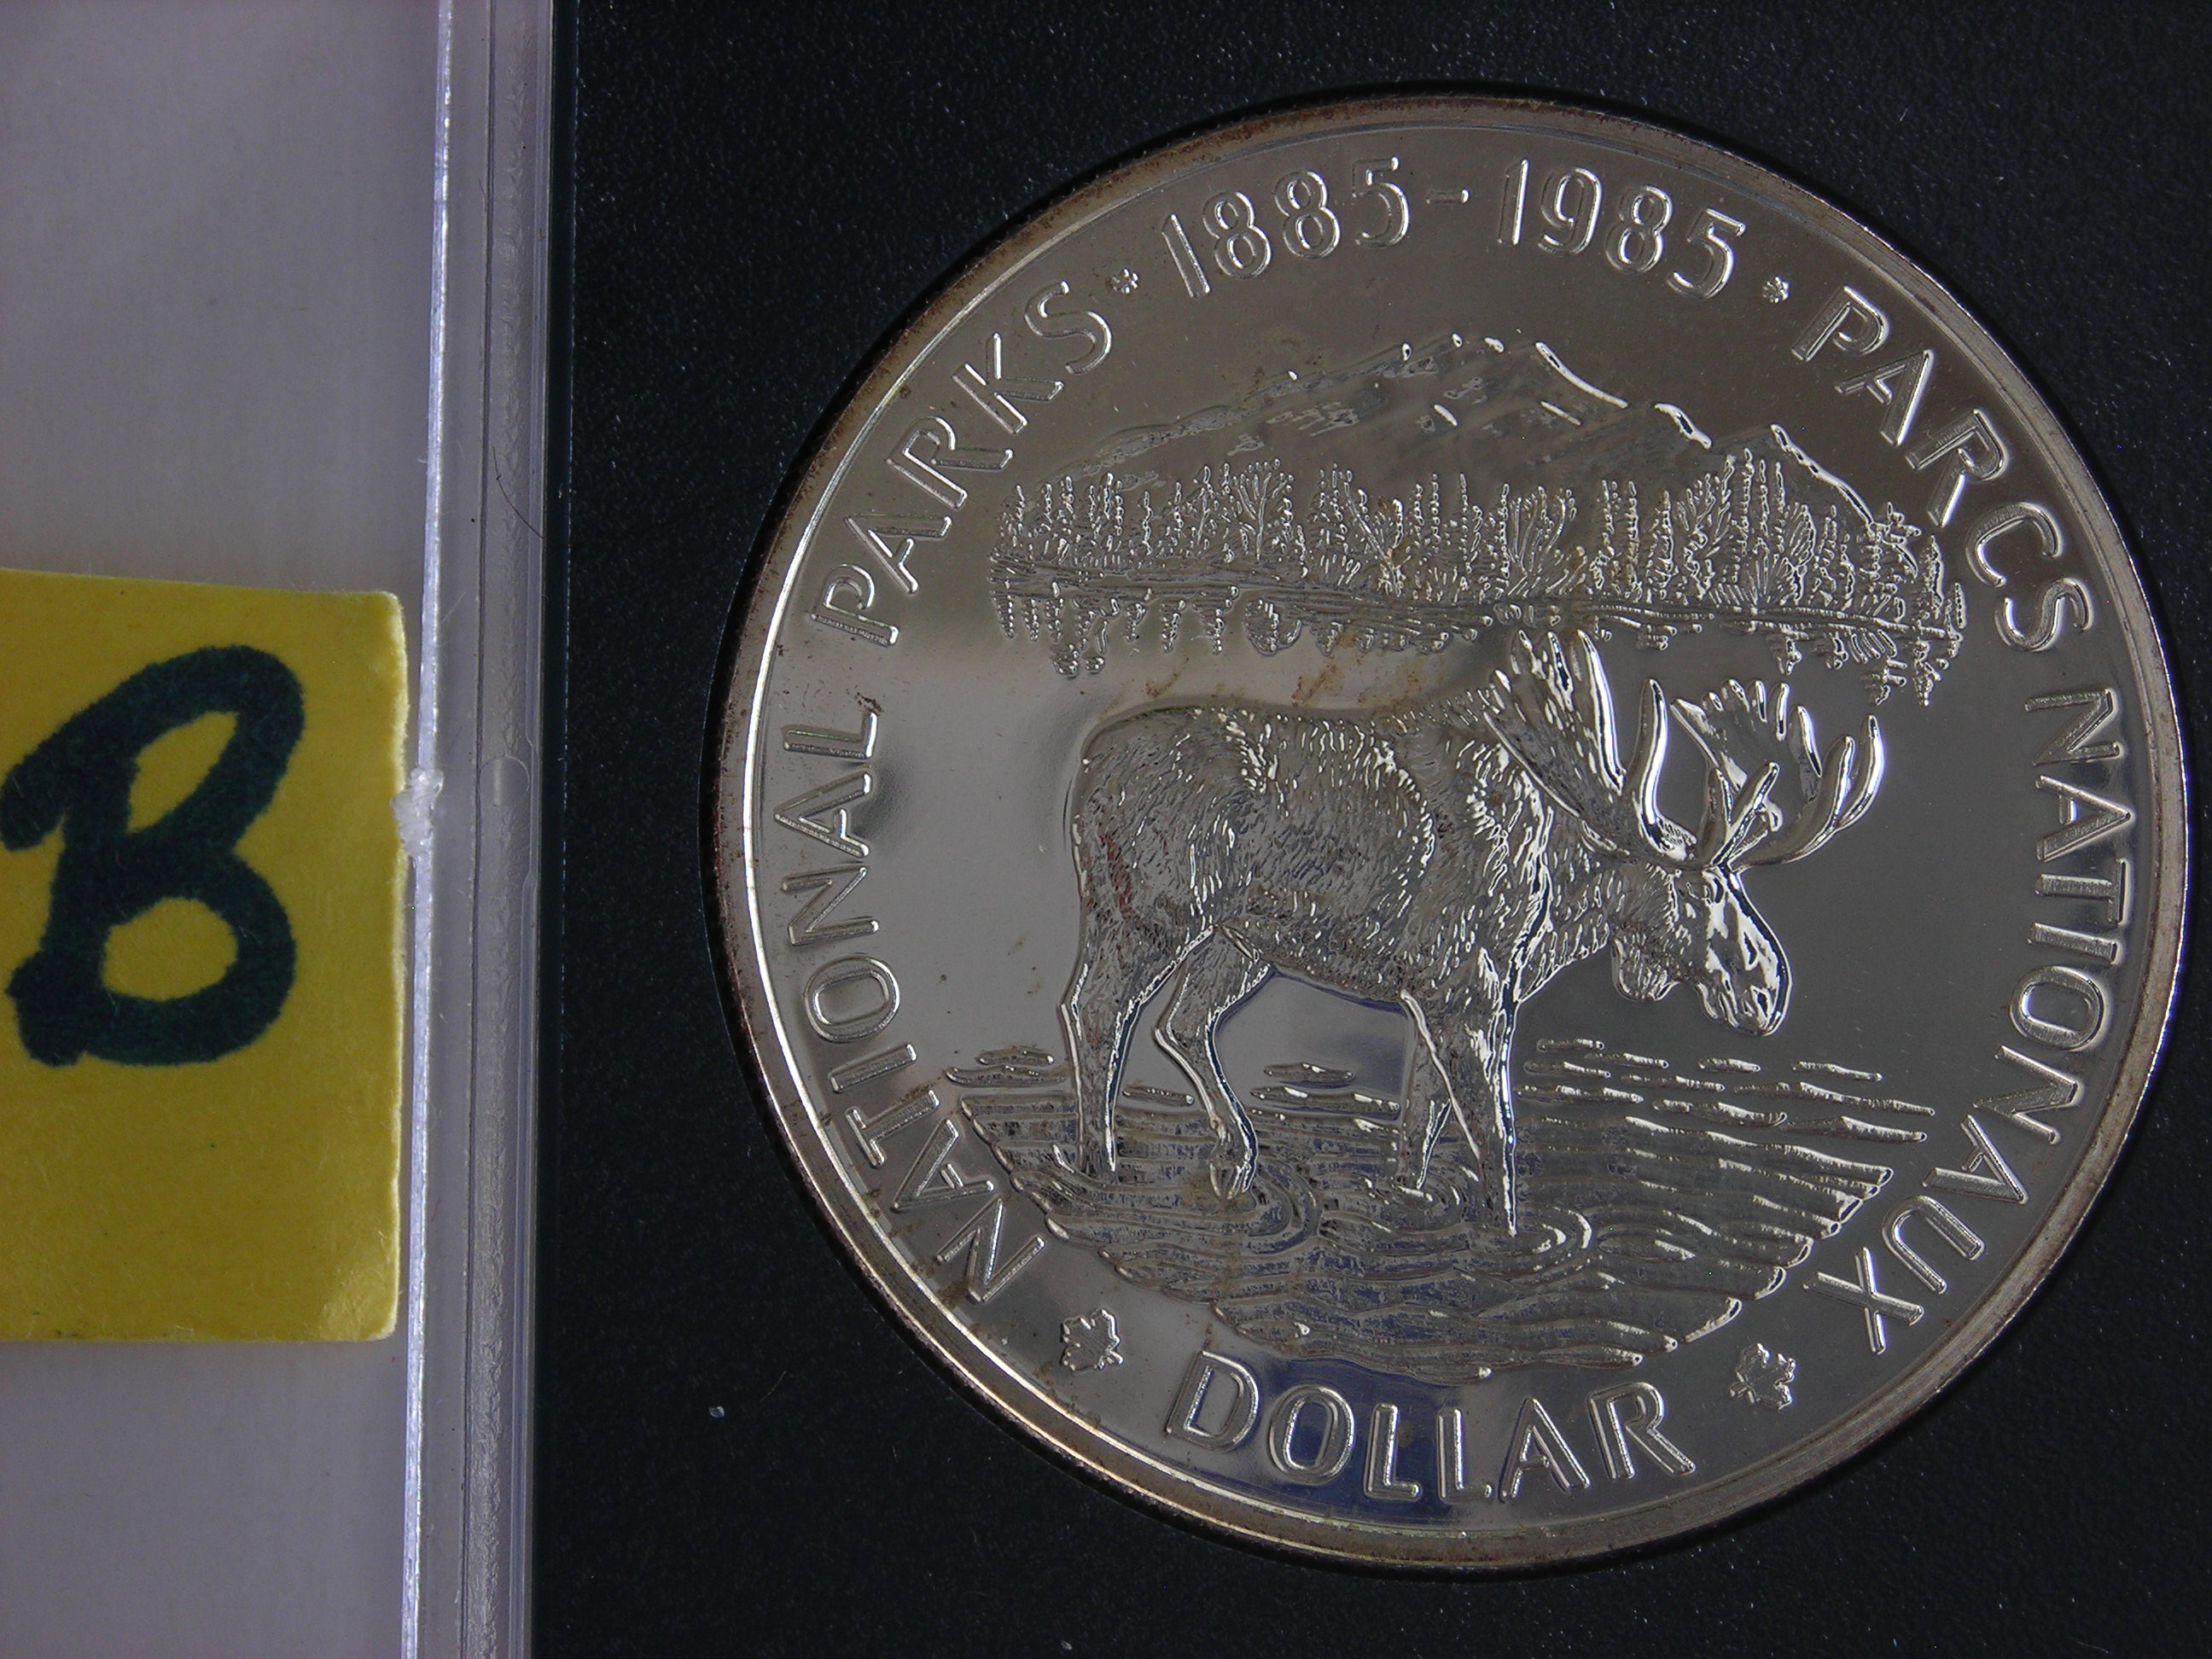 B
NATIONAL PARKS · 1885-1985 · PARCS NATIONAUX
DOLLAR